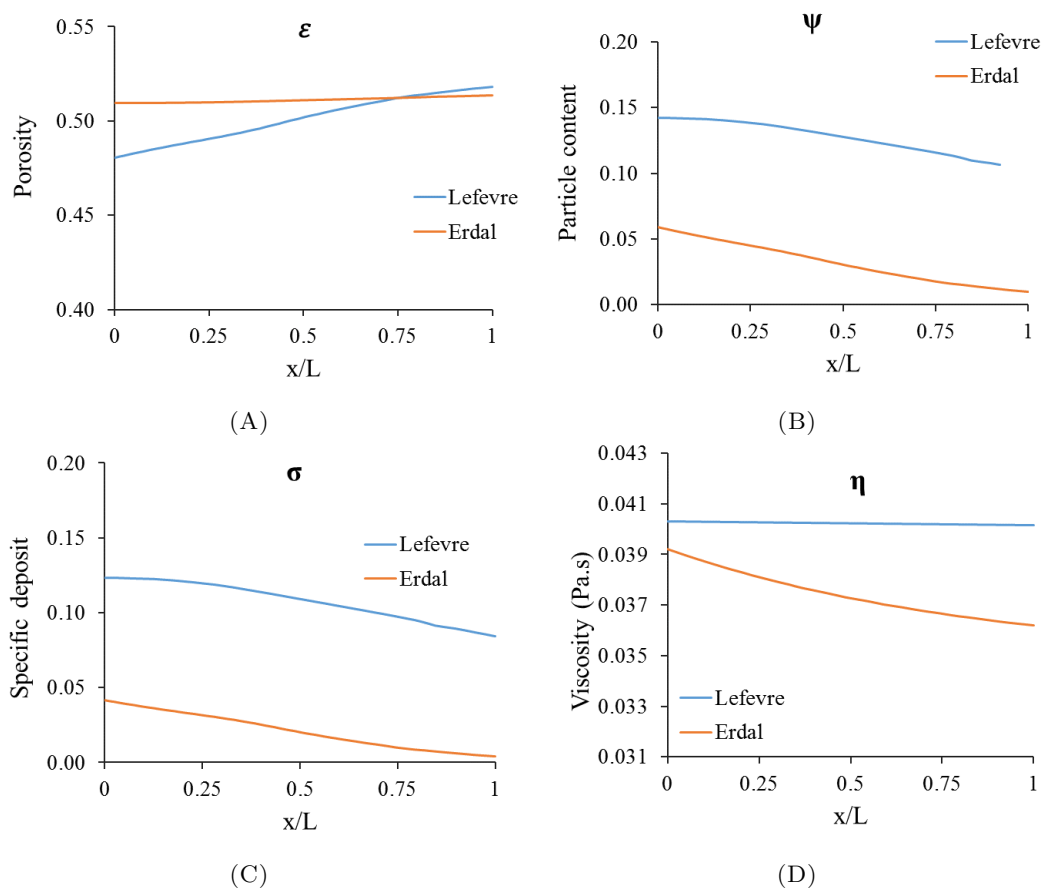 ε
0.55
0.50
0.45
0.40
Porosity
Lefevre
Erdal
0 0.25 0.5 0.75 1
x/L
(A)
ψ
0.20
0.15
0.10
0.05
0.00
Particle content
Lefevre
Erdal
0 0.25 0.5 0.75 1
x/L
(B)
σ
0.20
0.15
0.10
0.05
0.00
Specific deposit
Lefevre
Erdal
0 0.25 0.5 0.75 1
x/L
(C)
η
0.043
0.041
0.039
0.037
0.035
0.033
0.031
Viscosity (Pa.s)
Lefevre
Erdal
0 0.25 0.5 0.75 1
x/L
(D)